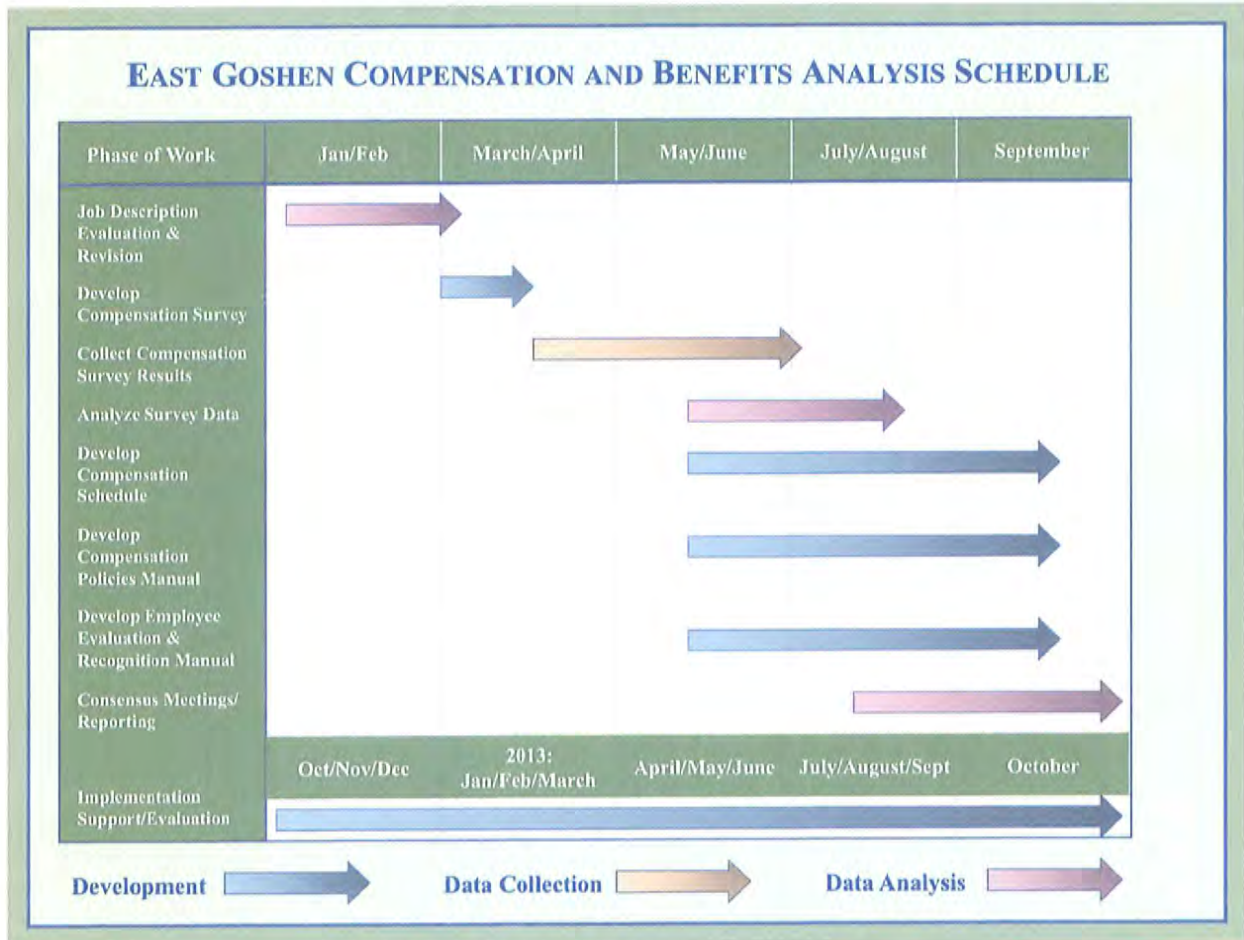 EAST GOSHEN COMPENSATION AND BENEFITS ANALYSIS SCHEDULE
Phase of Work
Jan/Feb
March/April
May/June
July/August
September
Job Description
Evaluation &
Revision
Develop
Compensation Survey
Collect Compensation
Survey Results
Analyze Survey Data
Develop
Compensation
Schedule
Develop
Compensation
Policies Manual
Develop Employee
Evaluation &
Recognition Manual
Consensus Meetings/
Reporting
Oct/Nov/Dec
2013:
Jan/Feb/March
April/May/June
July/August/Sept
October
Implementation
Support/Evaluation
Development
Data Collection
Data Analysis